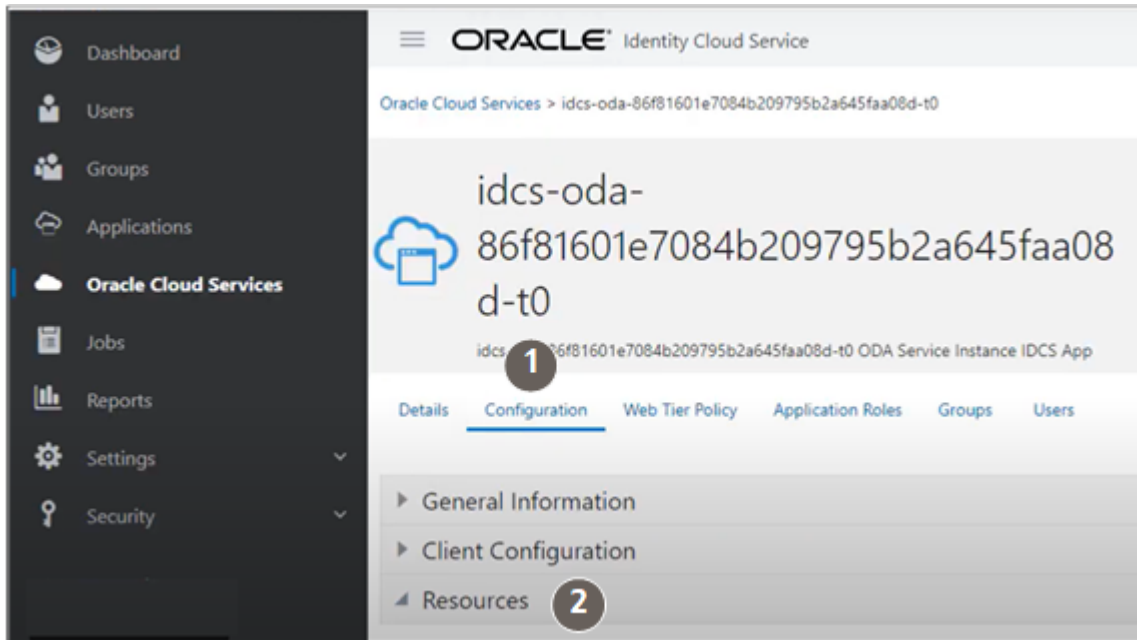 Dashboard
Users
Groups
Applications
Oracle Cloud Services
Jobs
Reports
Settings
Security
ORACLE® Identity Cloud Service
Oracle Cloud Services > idcs-oda-86f81601e7084b209795b2a645faa08d-t0
idcs-oda-
86f81601e7084b209795b2a645faa08
d-t0
idcs 86f81601e7084b209795b2a645faa08d-t0 ODA Service Instance IDCS App
1
Details Configuration Web Tier Policy Application Roles Groups Users
General Information
Client Configuration
Resources 2